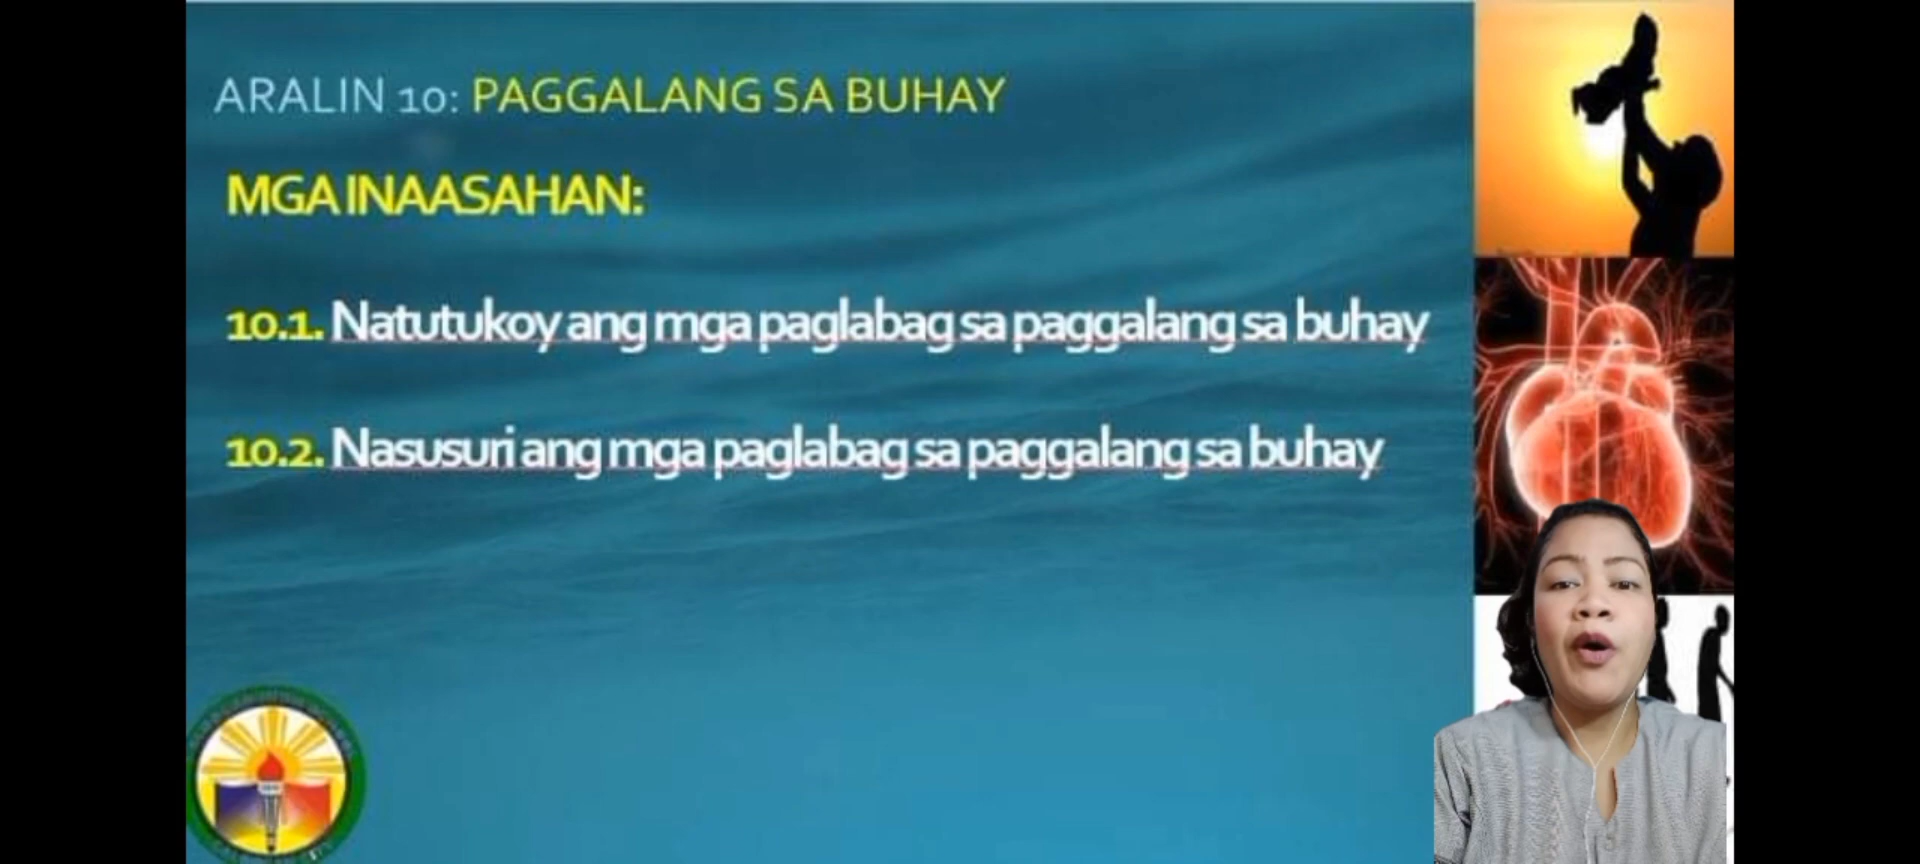 ARALIN 10: PAGGALANG SA BUHAY
MGA INAASAHAN:
10.1. Natutukoy ang mga paglabag sa paggalang sa buhay
10.2. Nasusuri ang mga paglabag sa paggalang sa buhay